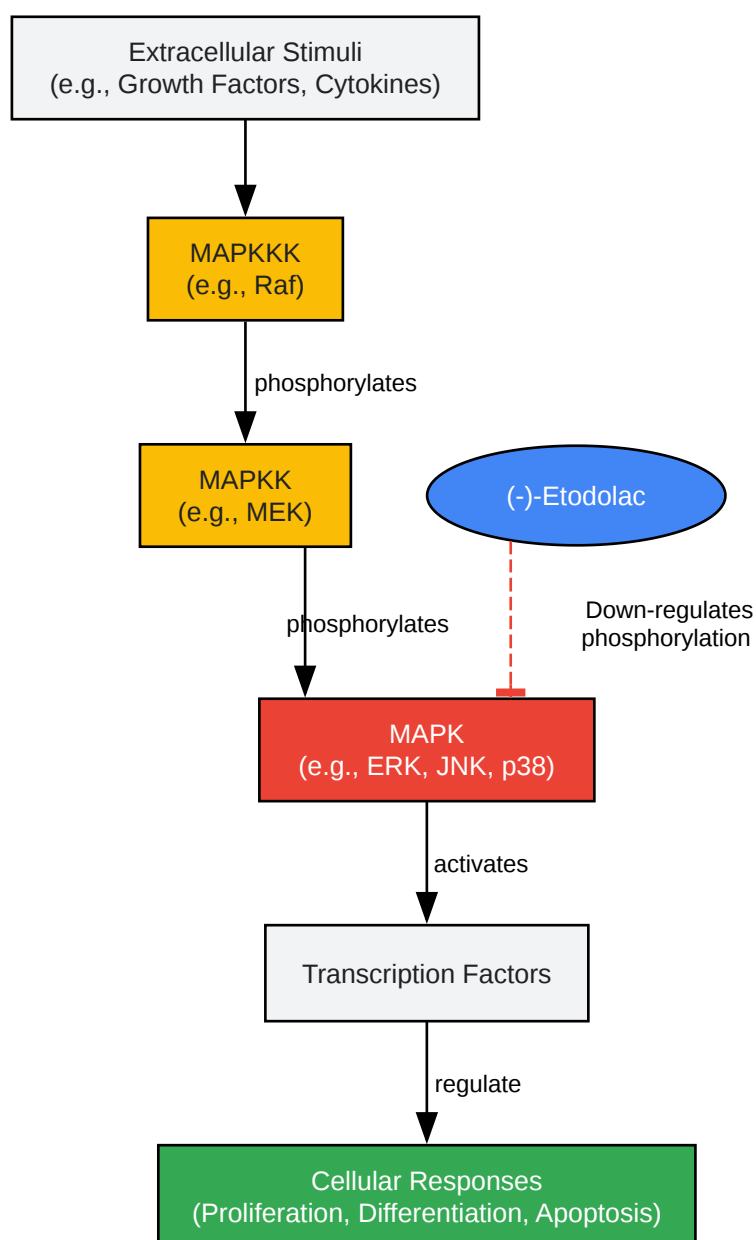 Extracellular Stimuli
(e.g., Growth Factors, Cytokines)
MAPKKK
(e.g., Raf)
phosphorylates
MAPKK
(e.g., MEK)
(-)-Etodolac
phosphorylates
Down-regulates
phosphorylation
MAPK
(e.g., ERK, JNK, p38)
activates
Transcription Factors
regulate
Cellular Responses
(Proliferation, Differentiation, Apoptosis)